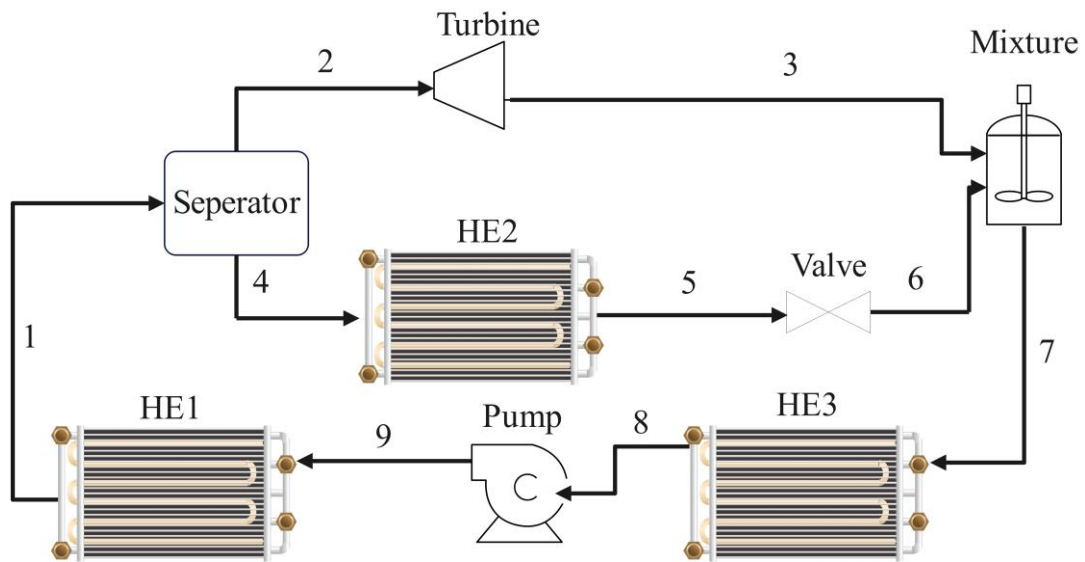 Turbine
2
3
Mixture
Seperator
HE2
4
5
Valve
6
1
7
HE1
Pump
HE3
9
8